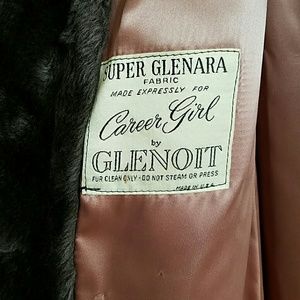 SUPER GLENARA
FABRIC
MADE EXPRESSLY FOR
Career Girl
by
GLENOIT
FUR CLEAN ONLY - DO NOT STEAM OR PRESS
MADE IN U.S.A.